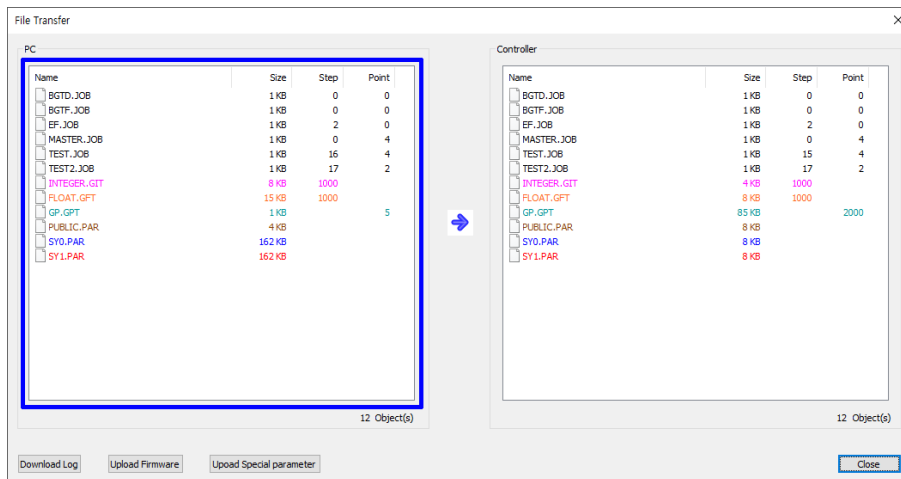 File Transfer
PC
Name Size Step Point
BGTD.JOB 1 KB 0 0
BGTF.JOB 1 KB 0 0
EF.JOB 1 KB 2 0
MASTER.JOB 1 KB 0 4
TEST.JOB 1 KB 16 4
TEST2.JOB 1 KB 17 2
INTEGER.GIT 8 KB 1000
FLOAT.GFT 15 KB 1000
GP.GPT 1 KB 5
PUBLIC.PAR 4 KB
SY0.PAR 162 KB
SY1.PAR 162 KB
12 Object(s)
Controller
Name Size Step Point
BGTD.JOB 1 KB 0 0
BGTF.JOB 1 KB 0 0
EF.JOB 1 KB 2 0
MASTER.JOB 1 KB 0 4
TEST.JOB 1 KB 15 4
TEST2.JOB 1 KB 17 2
INTEGER.GIT 4 KB 1000
FLOAT.GFT 8 KB 1000
GP.GPT 85 KB 2000
PUBLIC.PAR 8 KB
SY0.PAR 8 KB
SY1.PAR 8 KB
12 Object(s)
Download Log Upload Firmware Upoad Special parameter Close